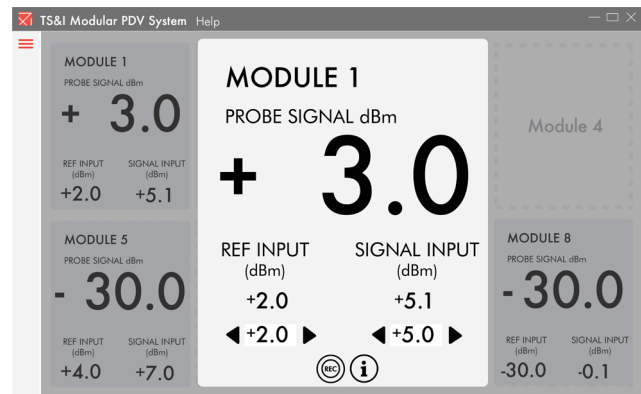 TS&I Modular PDV System Help
MODULE 1
PROBE SIGNAL dBm
+ 3.0
REF INPUT SIGNAL INPUT
(dBm) (dBm)
+2.0 +5.1
MODULE 5
PROBE SIGNAL dBm
- 30.0
REF INPUT SIGNAL INPUT
(dBm) (dBm)
+4.0 +7.0
MODULE 1
PROBE SIGNAL dBm
+ 3.0
REF INPUT SIGNAL INPUT
(dBm) (dBm)
+2.0 +5.1
+2.0 +5.0
REC i
Module 4
MODULE 8
PROBE SIGNAL dBm
- 30.0
REF INPUT SIGNAL INPUT
(dBm) (dBm)
-30.0 -0.1